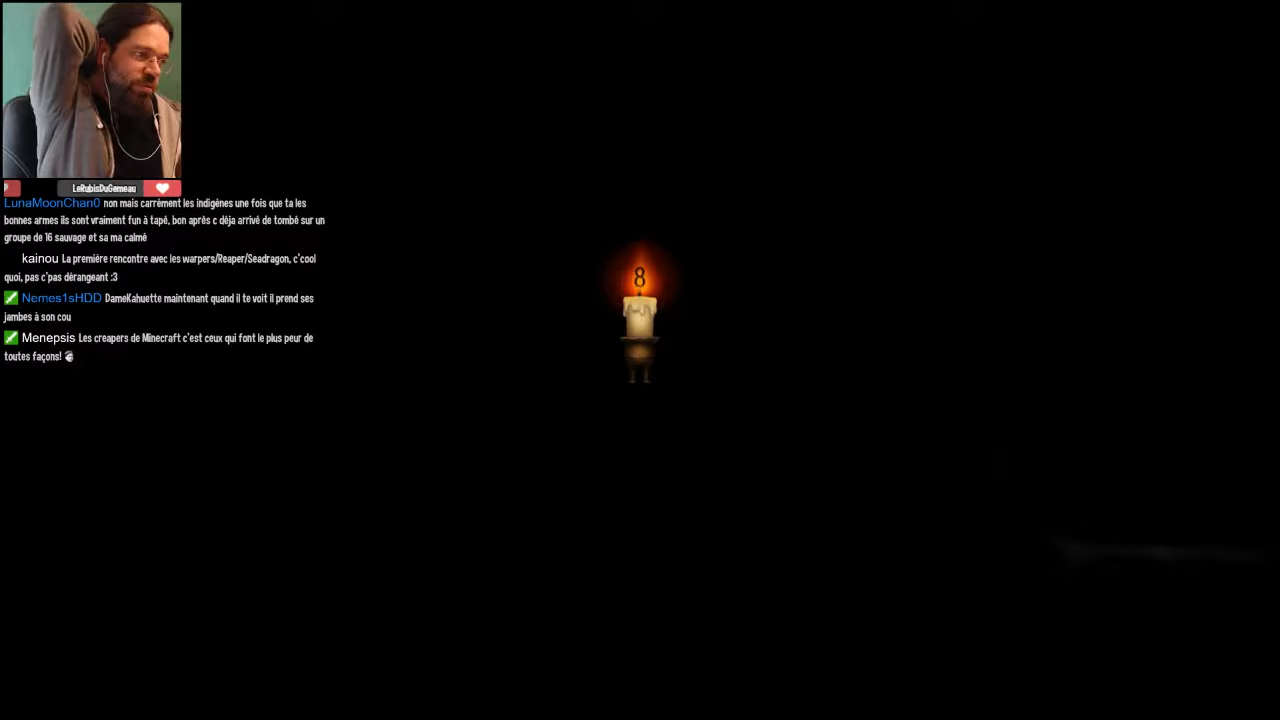 LeRubisDuGemeau
LunaMoonChan0 non mais carrèment les indigènes une fois que ta les
bonnes armes ils sont vraiment fun à tapé, bon après c déja arrivé de tombé sur un
groupe de 16 sauvage et sa ma calmé
kainou La première rencontre avec les warpers/Reaper/Seadragon, c'cool
quoi, pas c'pas dérangeant :3
Nemes1sHDD DameKahuette maintenant quand il te voit il prend ses
jambes à son cou
Menepsis Les creapers de Minecraft c'est ceux qui font le plus peur de
toutes façons!
8